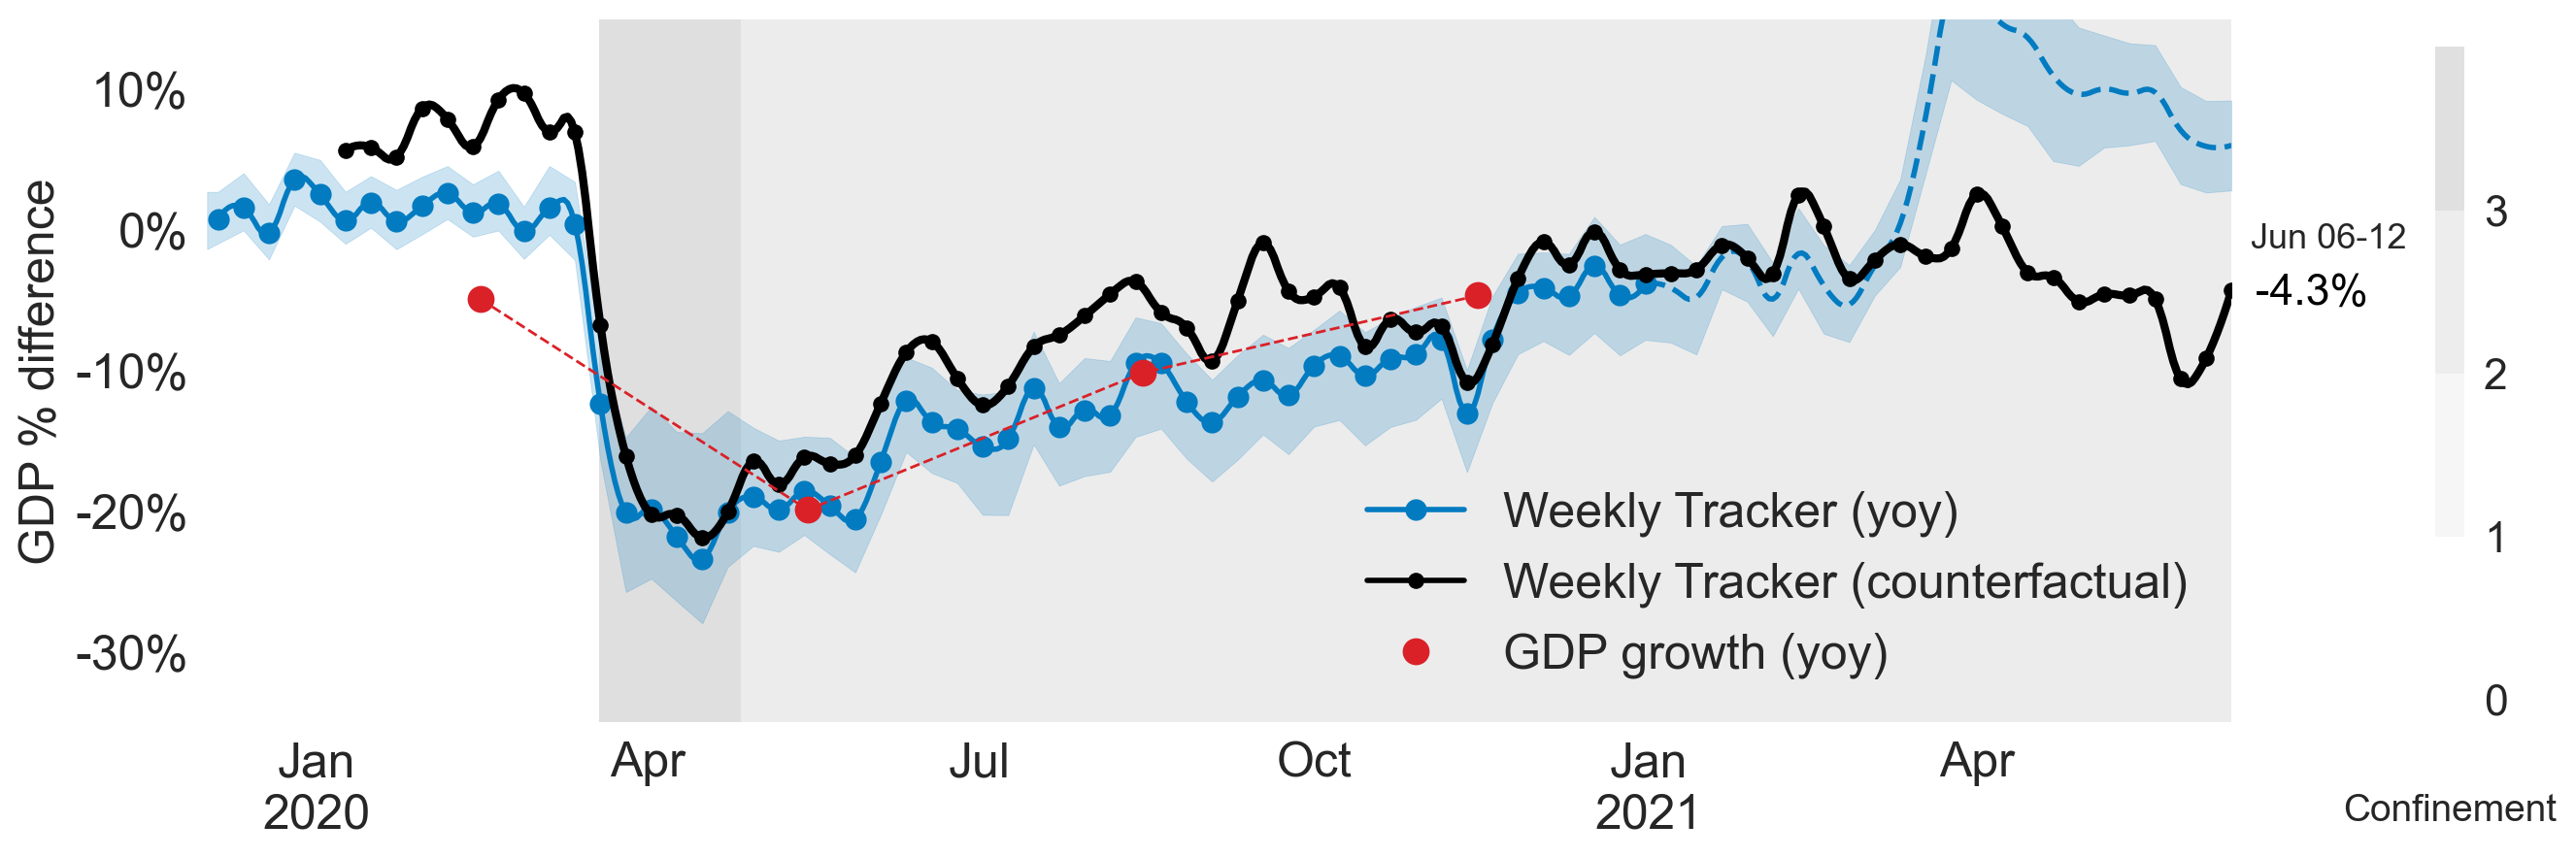 GDP % difference
10%
0%
-10%
-20%
-30%
Jan
2020
Apr
Jul
Oct
Jan
2021
Apr
Weekly Tracker (yoy)
Weekly Tracker (counterfactual)
GDP growth (yoy)
Jun 06-12
-4.3%
3
2
1
0
Confinement